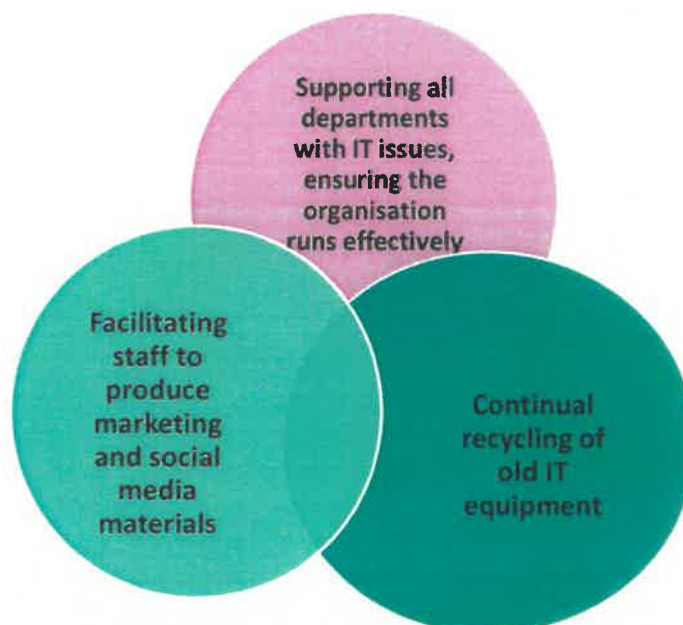 Supporting all
departments
with IT issues,
ensuring the
organisation
runs effectively
Facilitating
staff to
produce
marketing
and social
media
materials
Continual
recycling of
old IT
equipment